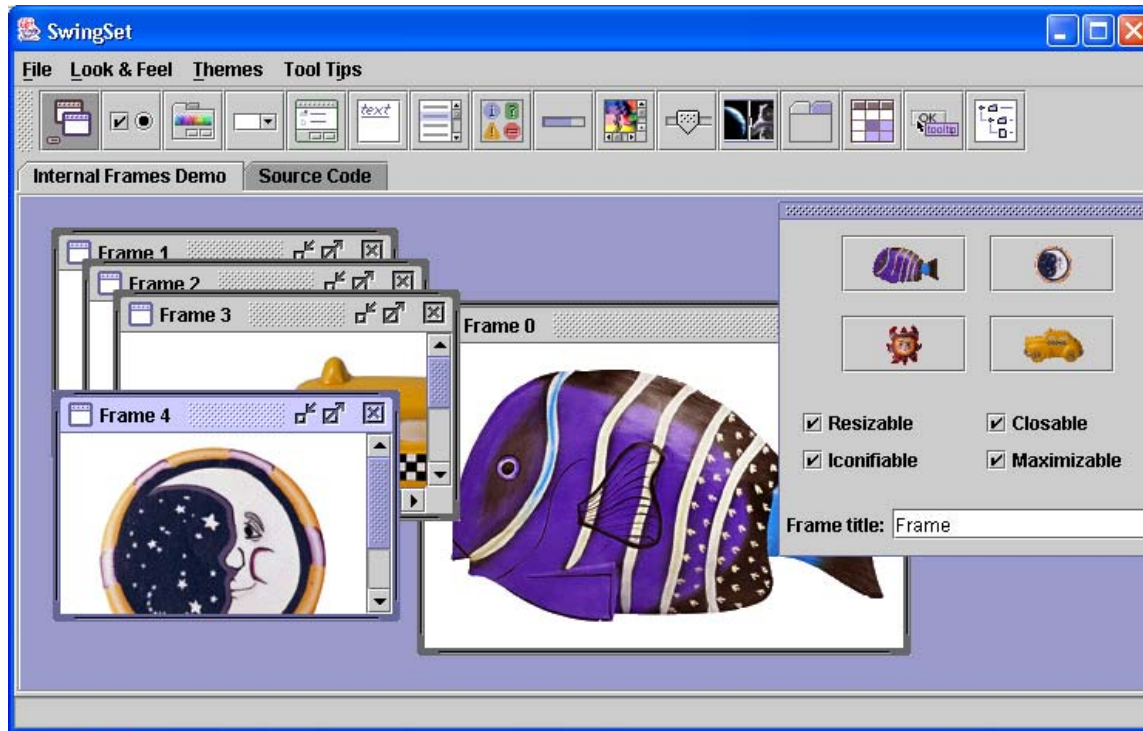 SwingSet
File Look & Feel Themes Tool Tips
text
OK
tooltip
Internal Frames Demo Source Code
Frame 1
Frame 2
Frame 3
Frame 4
Frame 0
Resizable Closable
Iconifiable Maximizable
Frame title: Frame